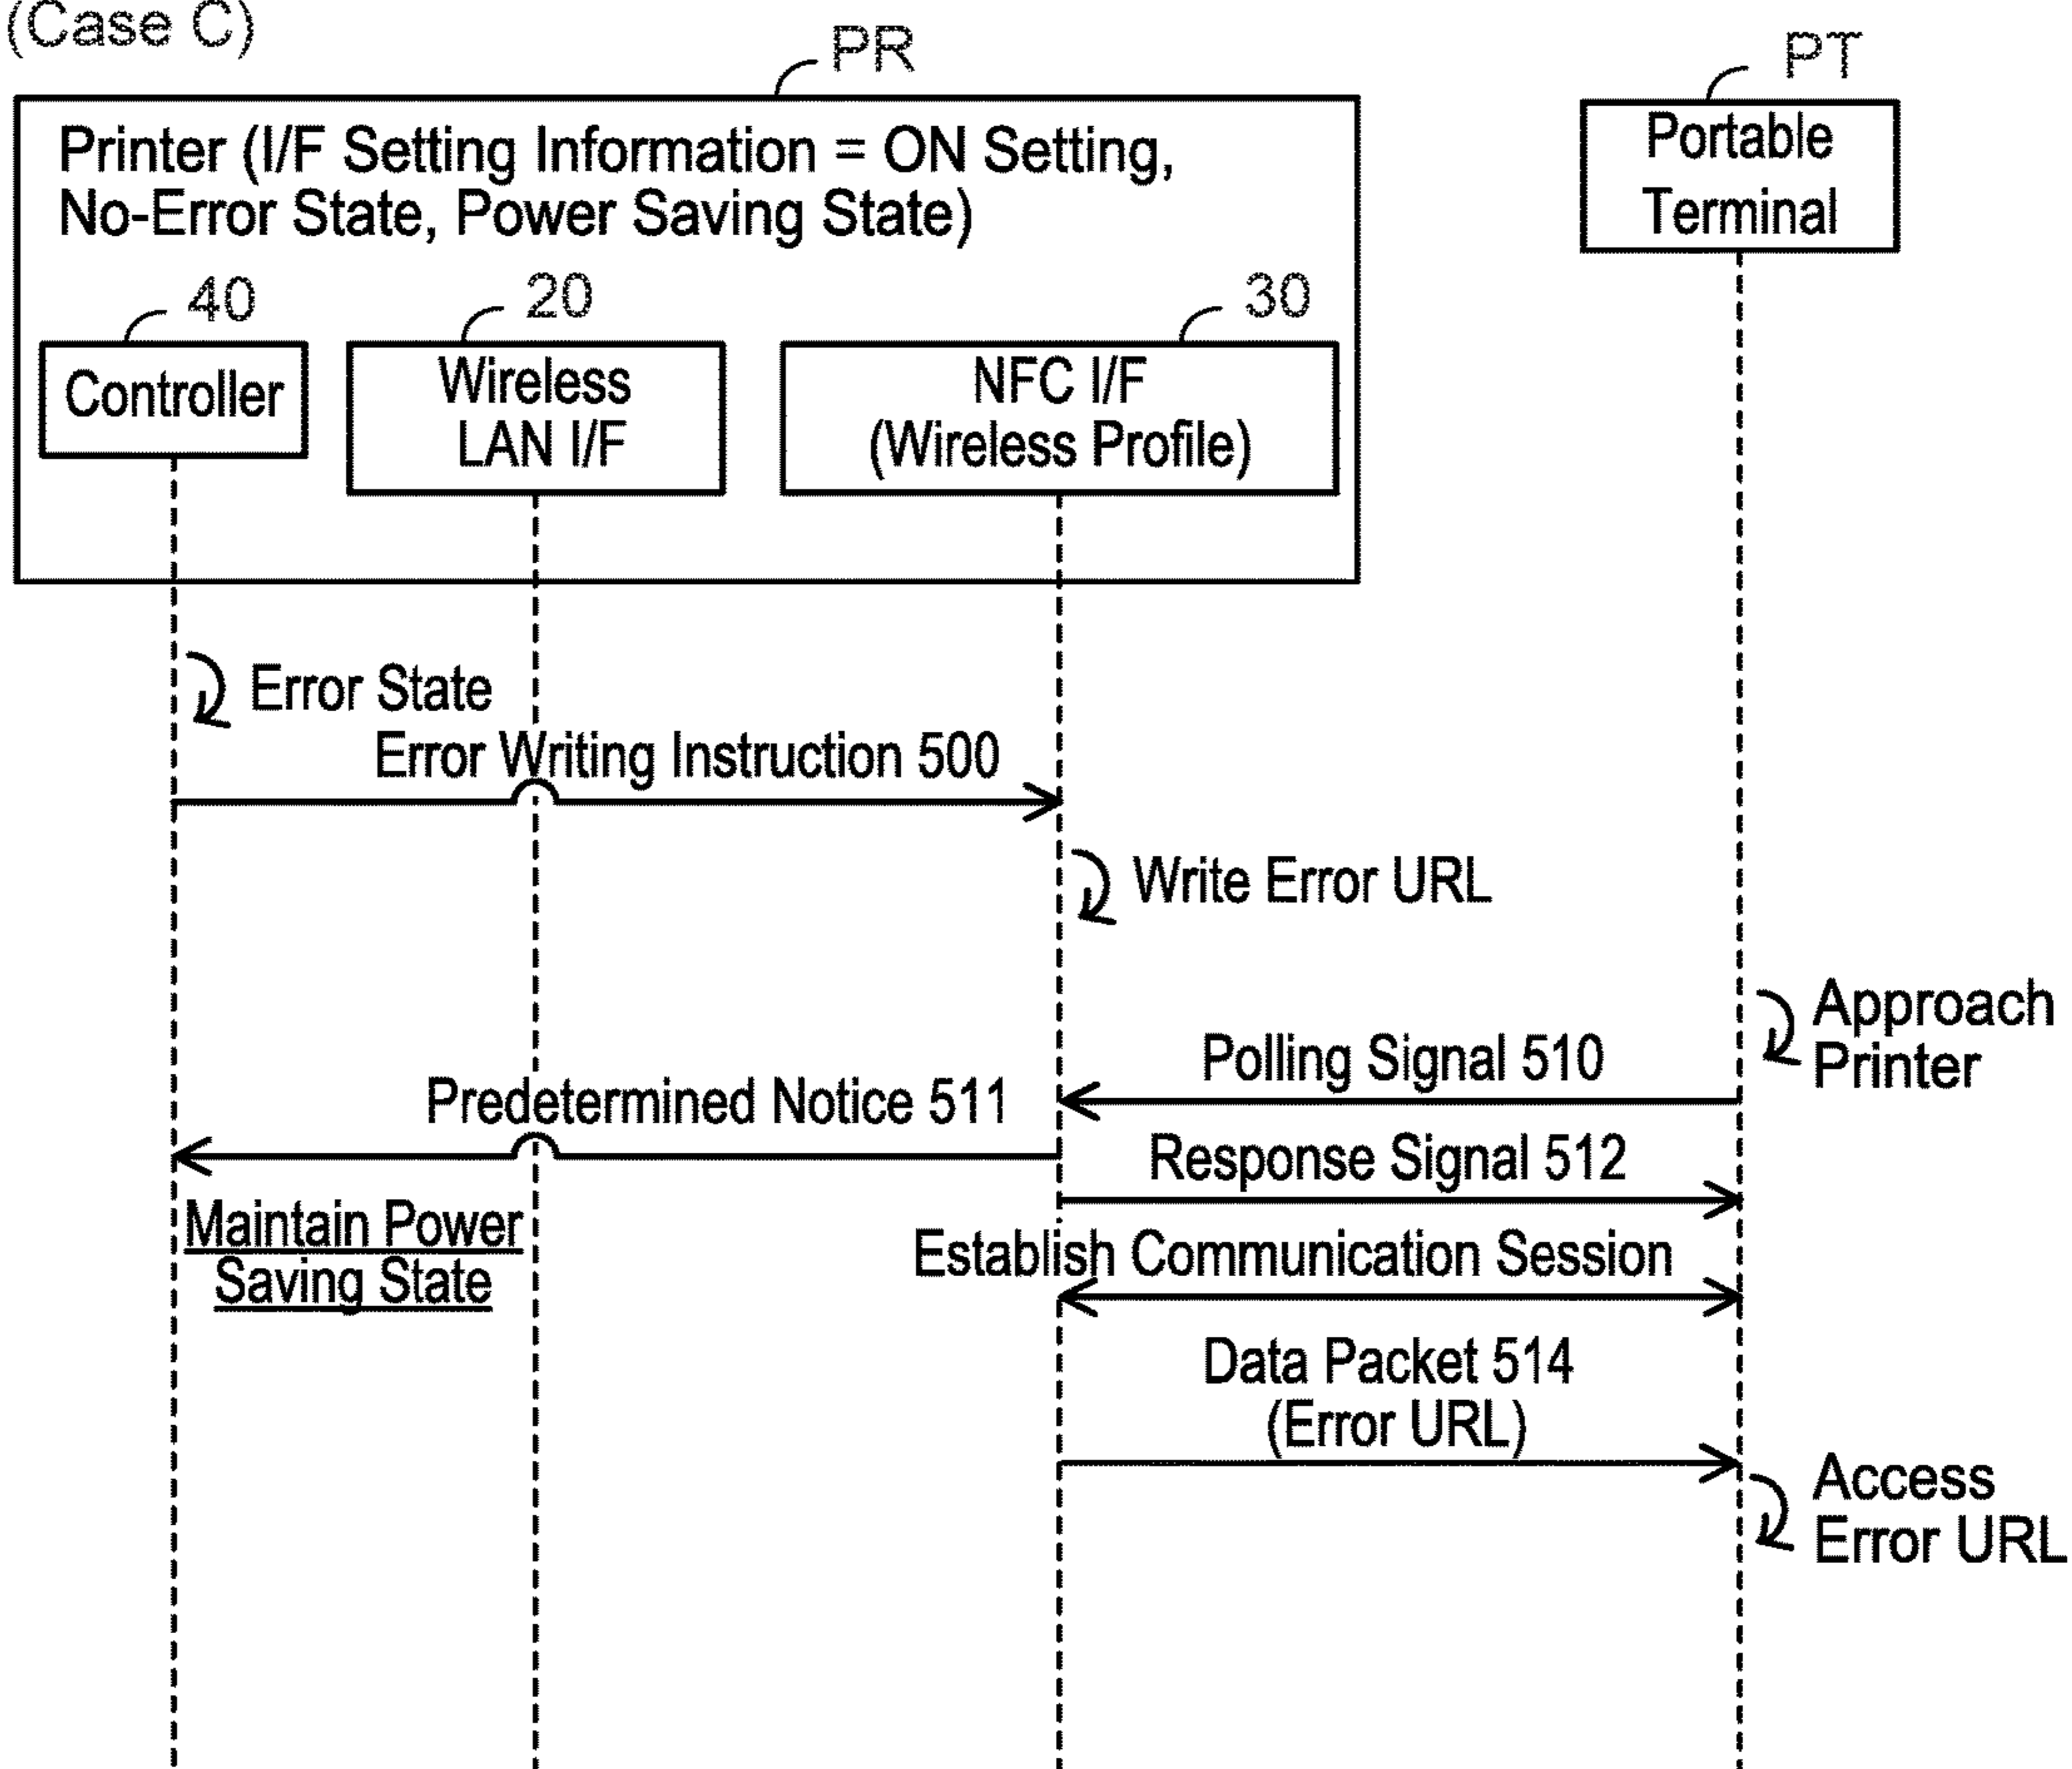 (Case C)
PR
PT
Printer (I/F Setting Information = ON Setting,
No-Error State, Power Saving State)
Portable
Terminal
40
20
30
Controller
Wireless
LAN I/F
NFC I/F
(Wireless Profile)
Error State
Error Writing Instruction 500
Write Error URL
Approach
Printer
Polling Signal 510
Predetermined Notice 511
Response Signal 512
Maintain Power
Saving State
Establish Communication Session
Data Packet 514
(Error URL)
Access
Error URL